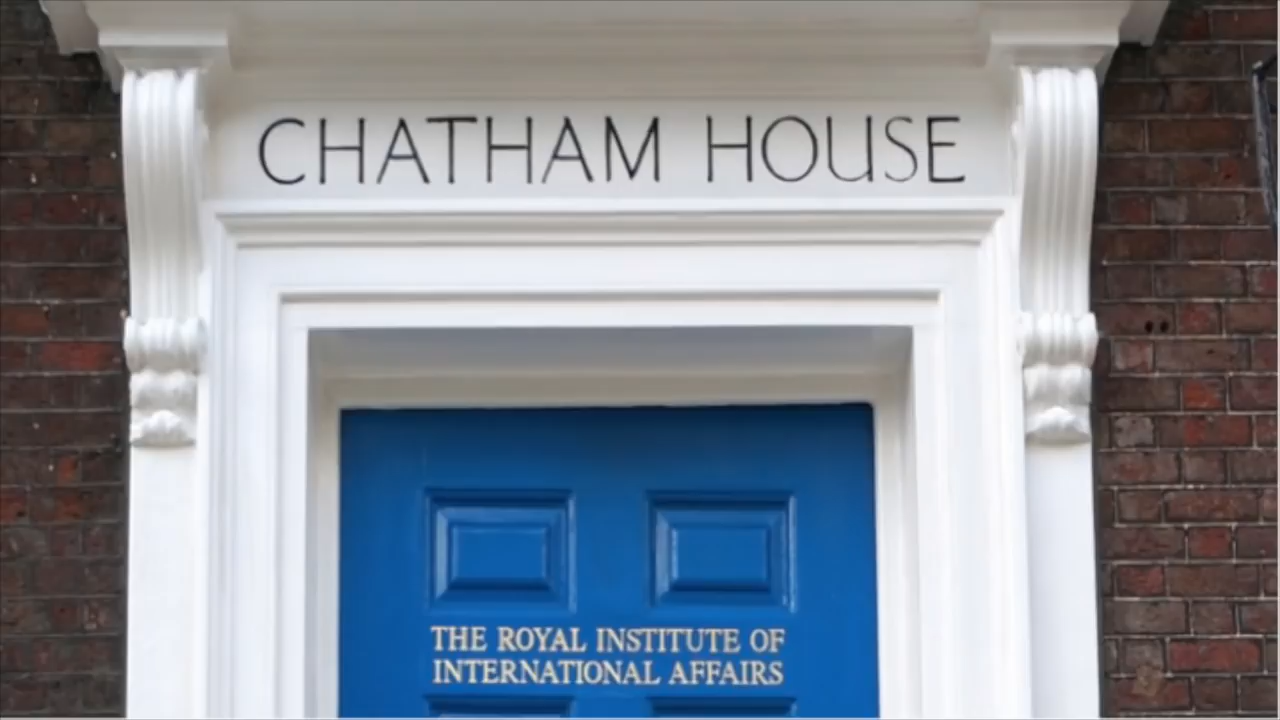 CHATHAM HOUSE
THE ROYAL INSTITUTE OF
INTERNATIONAL AFFAIRS